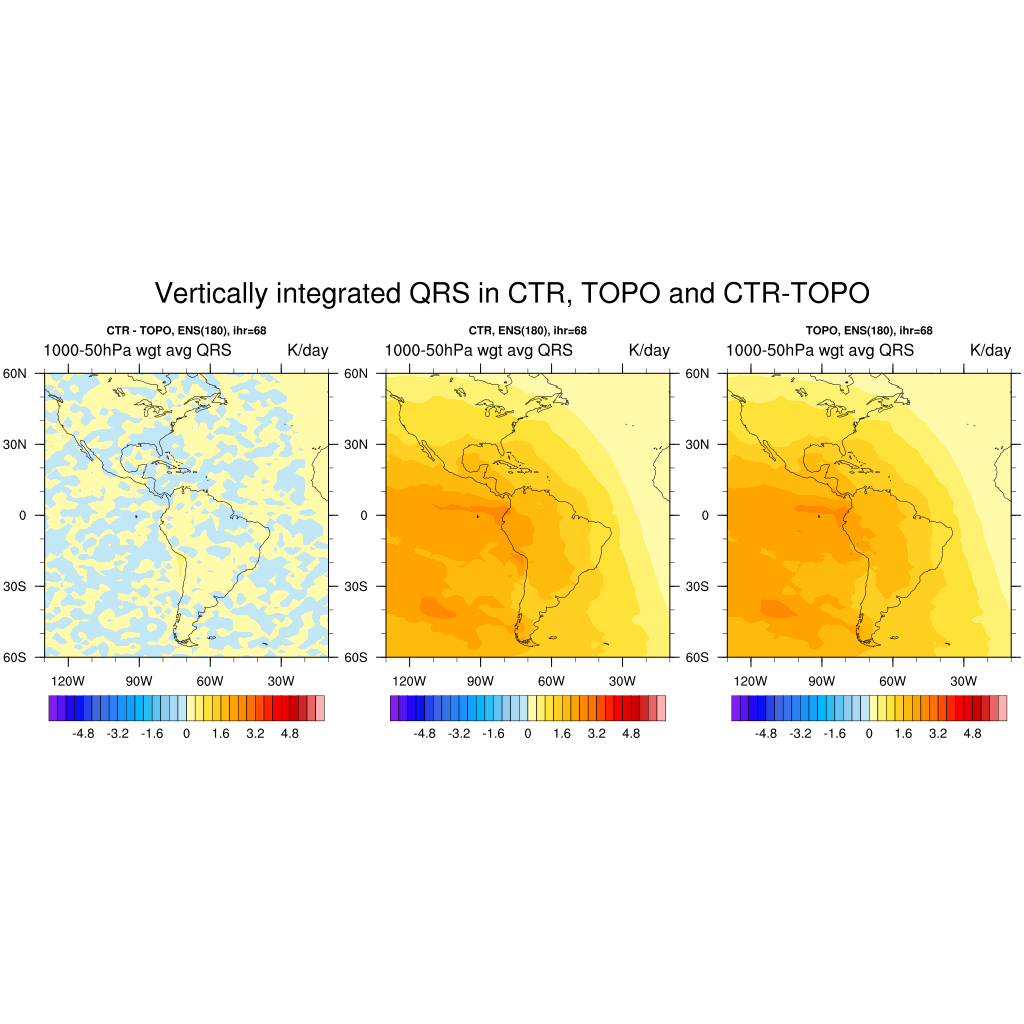 Vertically integrated QRS in CTR, TOPO and CTR-TOPO
CTR - TOPO, ENS(180), ihr=68
1000-50hPa wgt avg QRS K/day
60N
30N
0
30S
60S
120W 90W 60W 30W
-4.8 -3.2 -1.6 0 1.6 3.2 4.8
CTR, ENS(180), ihr=68
1000-50hPa wgt avg QRS K/day
60N
30N
0
30S
60S
120W 90W 60W 30W
-4.8 -3.2 -1.6 0 1.6 3.2 4.8
TOPO, ENS(180), ihr=68
1000-50hPa wgt avg QRS K/day
60N
30N
0
30S
60S
120W 90W 60W 30W
-4.8 -3.2 -1.6 0 1.6 3.2 4.8